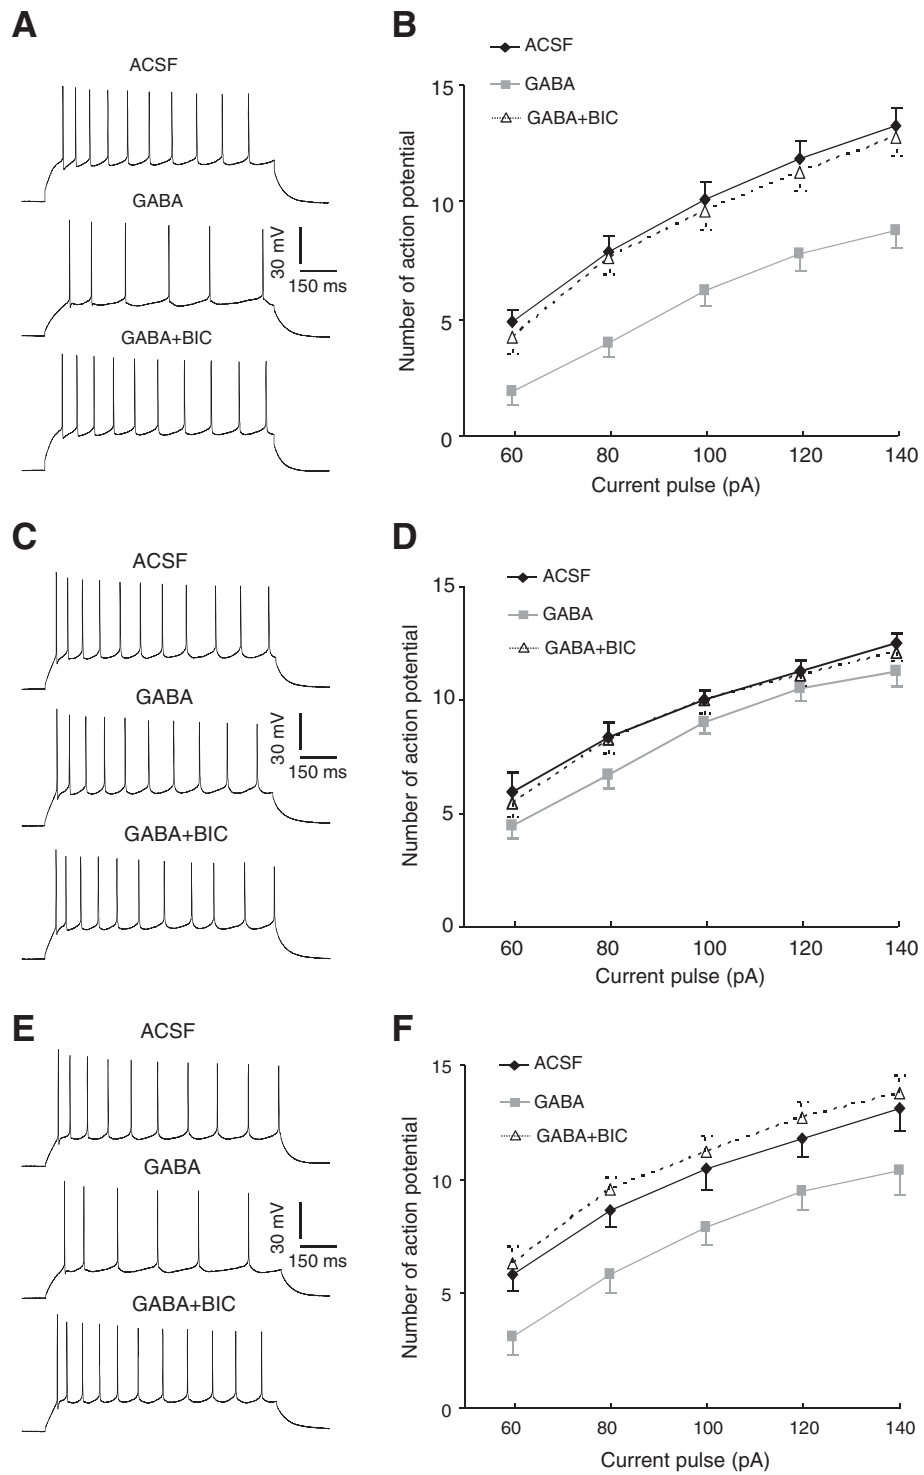 A
ACSF
GABA
30 mV
150 ms
GABA+BIC
B
ACSF
GABA
GABA+BIC
Number of action potential
15
10
5
0
60 80 100 120 140
Current pulse (pA)
C
ACSF
GABA
30 mV
150 ms
GABA+BIC
D
ACSF
GABA
GABA+BIC
Number of action potential
15
10
5
0
60 80 100 120 140
Current pulse (pA)
E
ACSF
GABA
30 mV
150 ms
GABA+BIC
F
ACSF
GABA
GABA+BIC
Number of action potential
15
10
5
0
60 80 100 120 140
Current pulse (pA)